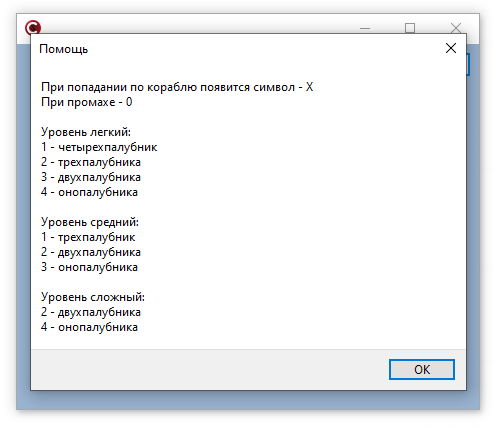 Помощь
При попадании по кораблю появится символ - X
При промахе - 0
Уровень легкий:
1 - четырехпалубник
2 - трехпалубника
3 - двухпалубника
4 - онопалубника
Уровень средний:
1 - трехпалубник
2 - двухпалубника
3 - онопалубника
Уровень сложный:
2 - двухпалубника
4 - онопалубника
OK